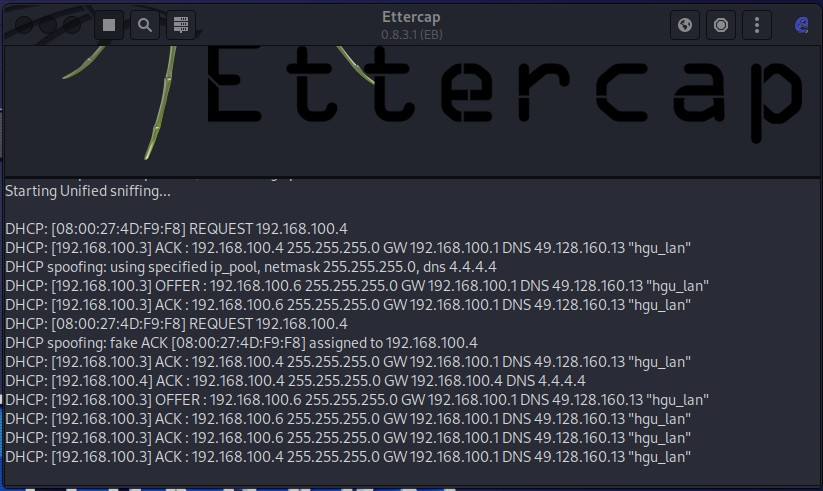 Ettercap
0.8.3.1 (EB)
Ettercap
Starting Unified sniffing...
DHCP: [08:00:27:4D:F9:F8] REQUEST 192.168.100.4
DHCP: [192.168.100.3] ACK : 192.168.100.4 255.255.255.0 GW 192.168.100.1 DNS 49.128.160.13 "hgu_lan"
DHCP spoofing: using specified ip_pool, netmask 255.255.255.0, dns 4.4.4.4
DHCP: [192.168.100.3] OFFER : 192.168.100.6 255.255.255.0 GW 192.168.100.1 DNS 49.128.160.13 "hgu_lan"
DHCP: [192.168.100.3] ACK : 192.168.100.6 255.255.255.0 GW 192.168.100.1 DNS 49.128.160.13 "hgu_lan"
DHCP: [08:00:27:4D:F9:F8] REQUEST 192.168.100.4
DHCP spoofing: fake ACK [08:00:27:4D:F9:F8] assigned to 192.168.100.4
DHCP: [192.168.100.3] ACK : 192.168.100.4 255.255.255.0 GW 192.168.100.1 DNS 49.128.160.13 "hgu_lan"
DHCP: [192.168.100.4] ACK : 192.168.100.4 255.255.255.0 GW 192.168.100.4 DNS 4.4.4.4
DHCP: [192.168.100.3] OFFER : 192.168.100.6 255.255.255.0 GW 192.168.100.1 DNS 49.128.160.13 "hgu_lan"
DHCP: [192.168.100.3] ACK : 192.168.100.6 255.255.255.0 GW 192.168.100.1 DNS 49.128.160.13 "hgu_lan"
DHCP: [192.168.100.3] ACK : 192.168.100.6 255.255.255.0 GW 192.168.100.1 DNS 49.128.160.13 "hgu_lan"
DHCP: [192.168.100.3] ACK : 192.168.100.4 255.255.255.0 GW 192.168.100.1 DNS 49.128.160.13 "hgu_lan"